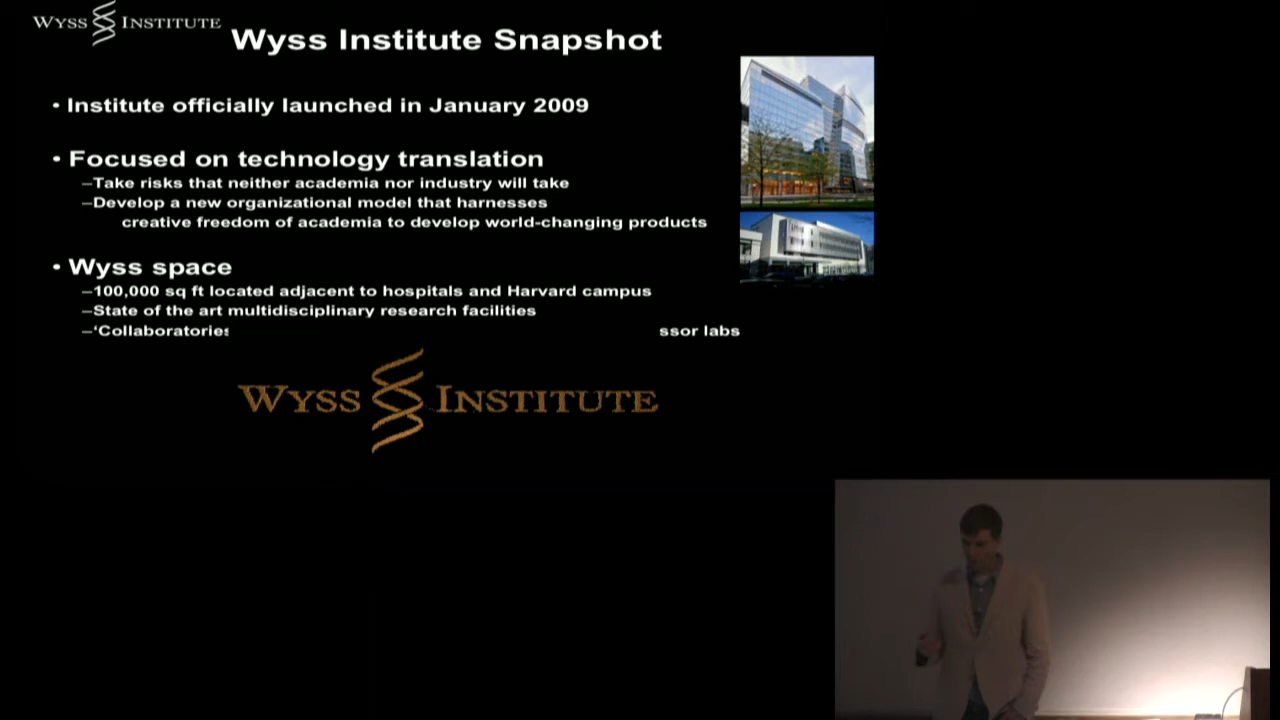 WYSS INSTITUTE
Wyss Institute Snapshot
• Institute officially launched in January 2009
• Focused on technology translation
–Take risks that neither academia nor industry will take
–Develop a new organizational model that harnesses
creative freedom of academia to develop world-changing products
• Wyss space
–100,000 sq ft located adjacent to hospitals and Harvard campus
–State of the art multidisciplinary research facilities
–‘Collaboratories ssor labs
WYSS INSTITUTE